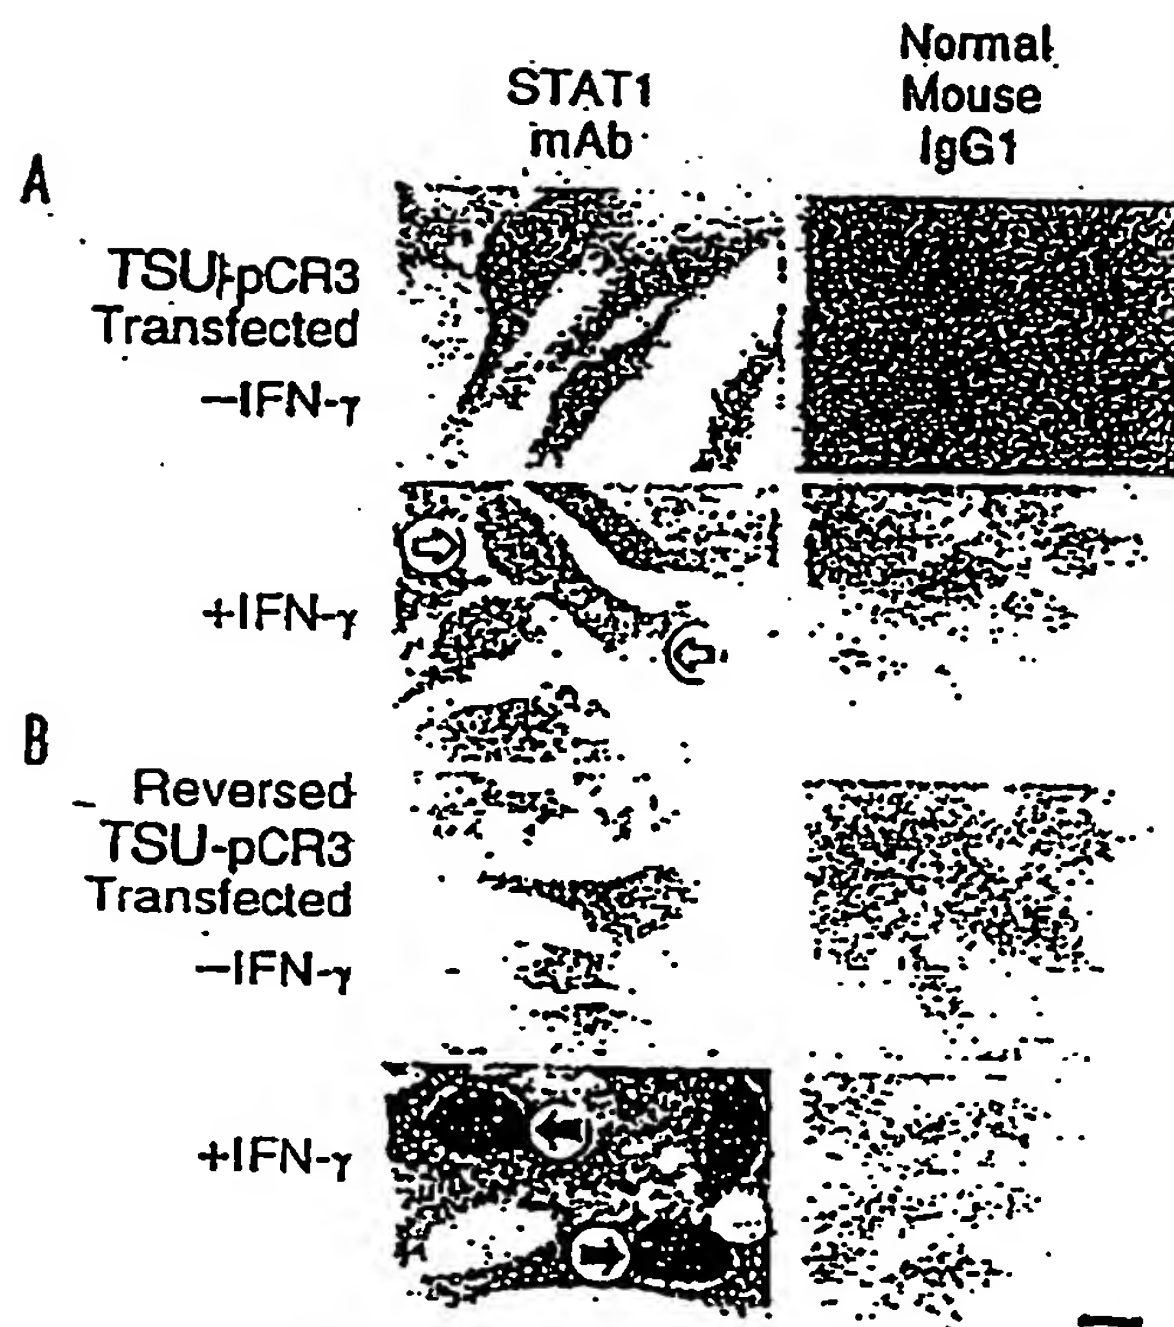 STAT1
mAb
Normal
Mouse
IgG1
A
TSU-pCR3
Transfected
−IFN-γ
+IFN-γ
B
Reversed
TSU-pCR3
Transfected
−IFN-γ
+IFN-γ